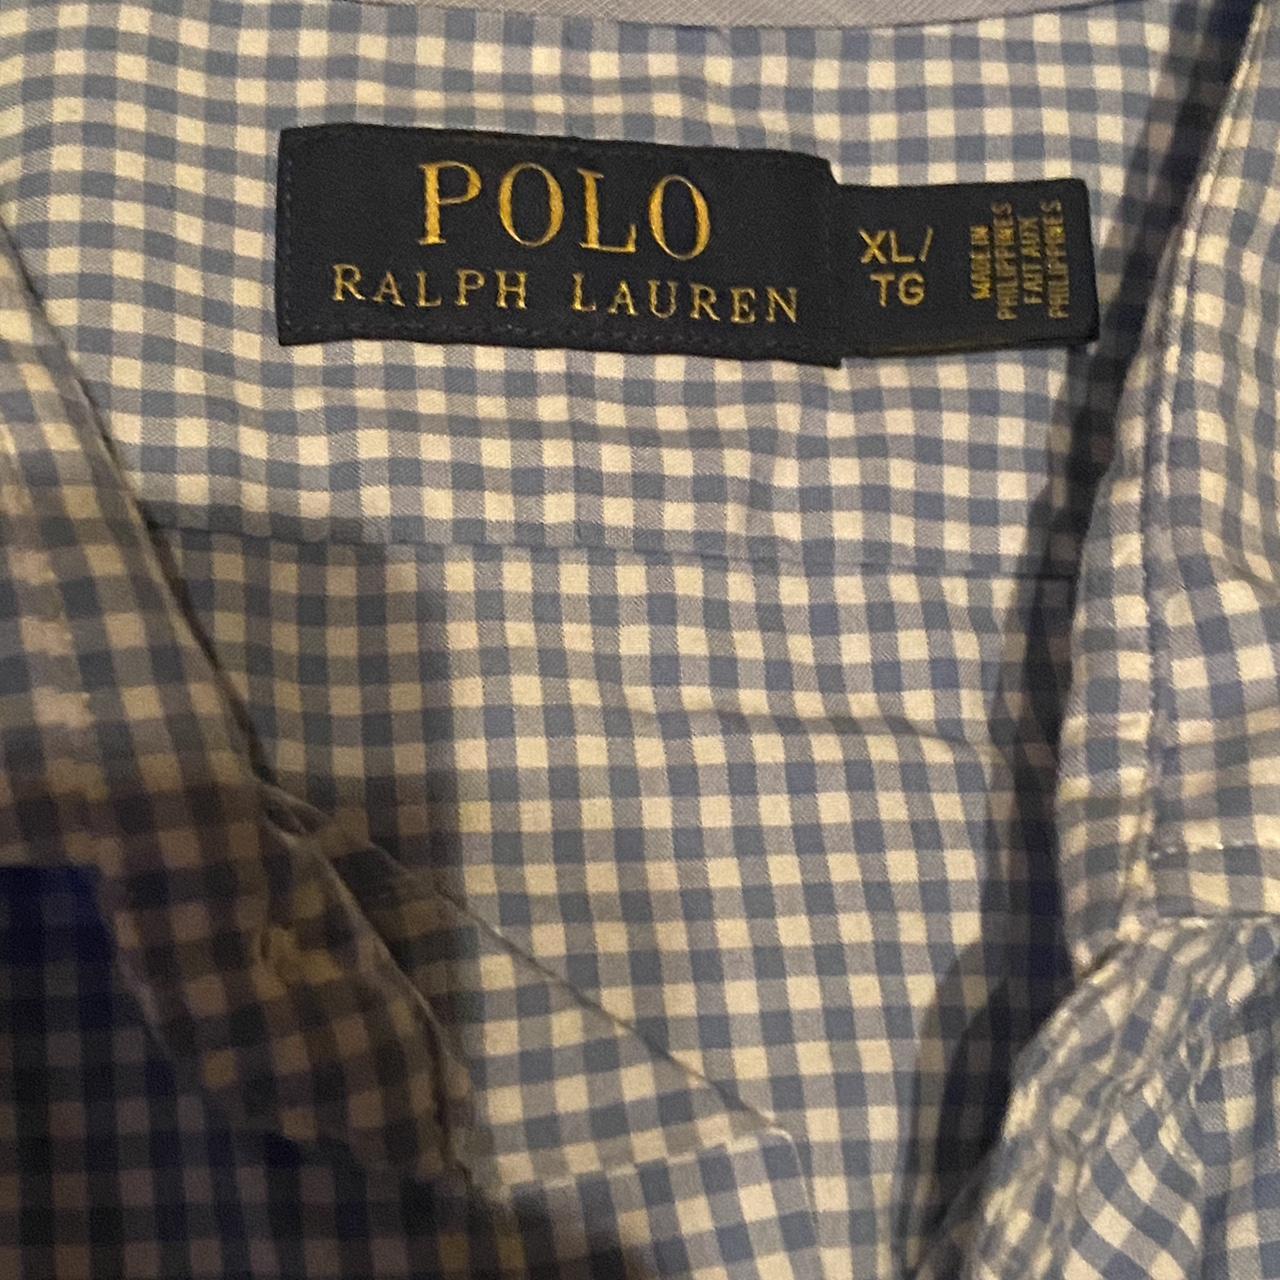 POLO
RALPH LAUREN
XL/
TG
MADE IN
PHILIPPINES
FAIT AUX
PHILIPPINES